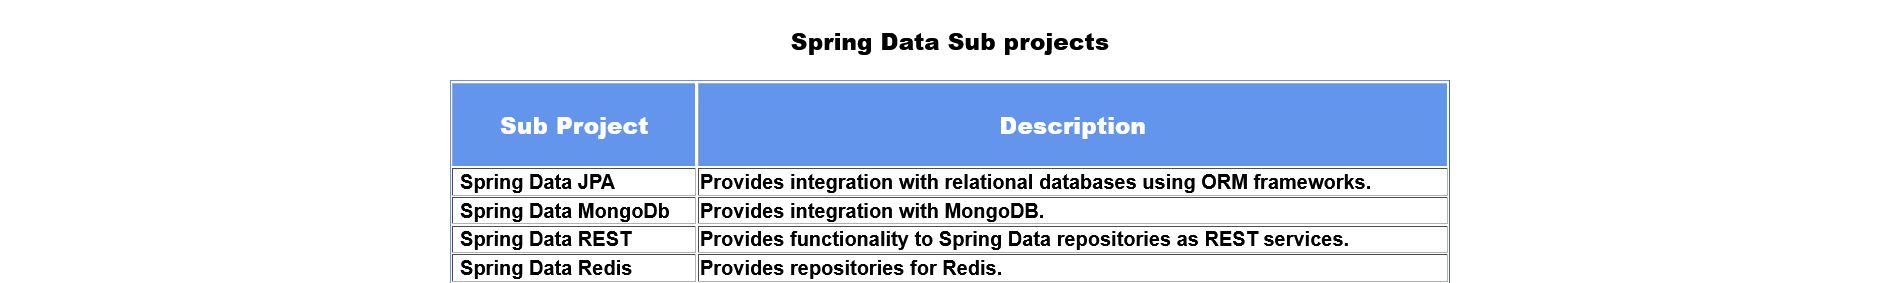 Spring Data Sub projects
Sub Project Description
Spring Data JPA Provides integration with relational databases using ORM frameworks.
Spring Data MongoDb Provides integration with MongoDB.
Spring Data REST Provides functionality to Spring Data repositories as REST services.
Spring Data Redis Provides repositories for Redis.